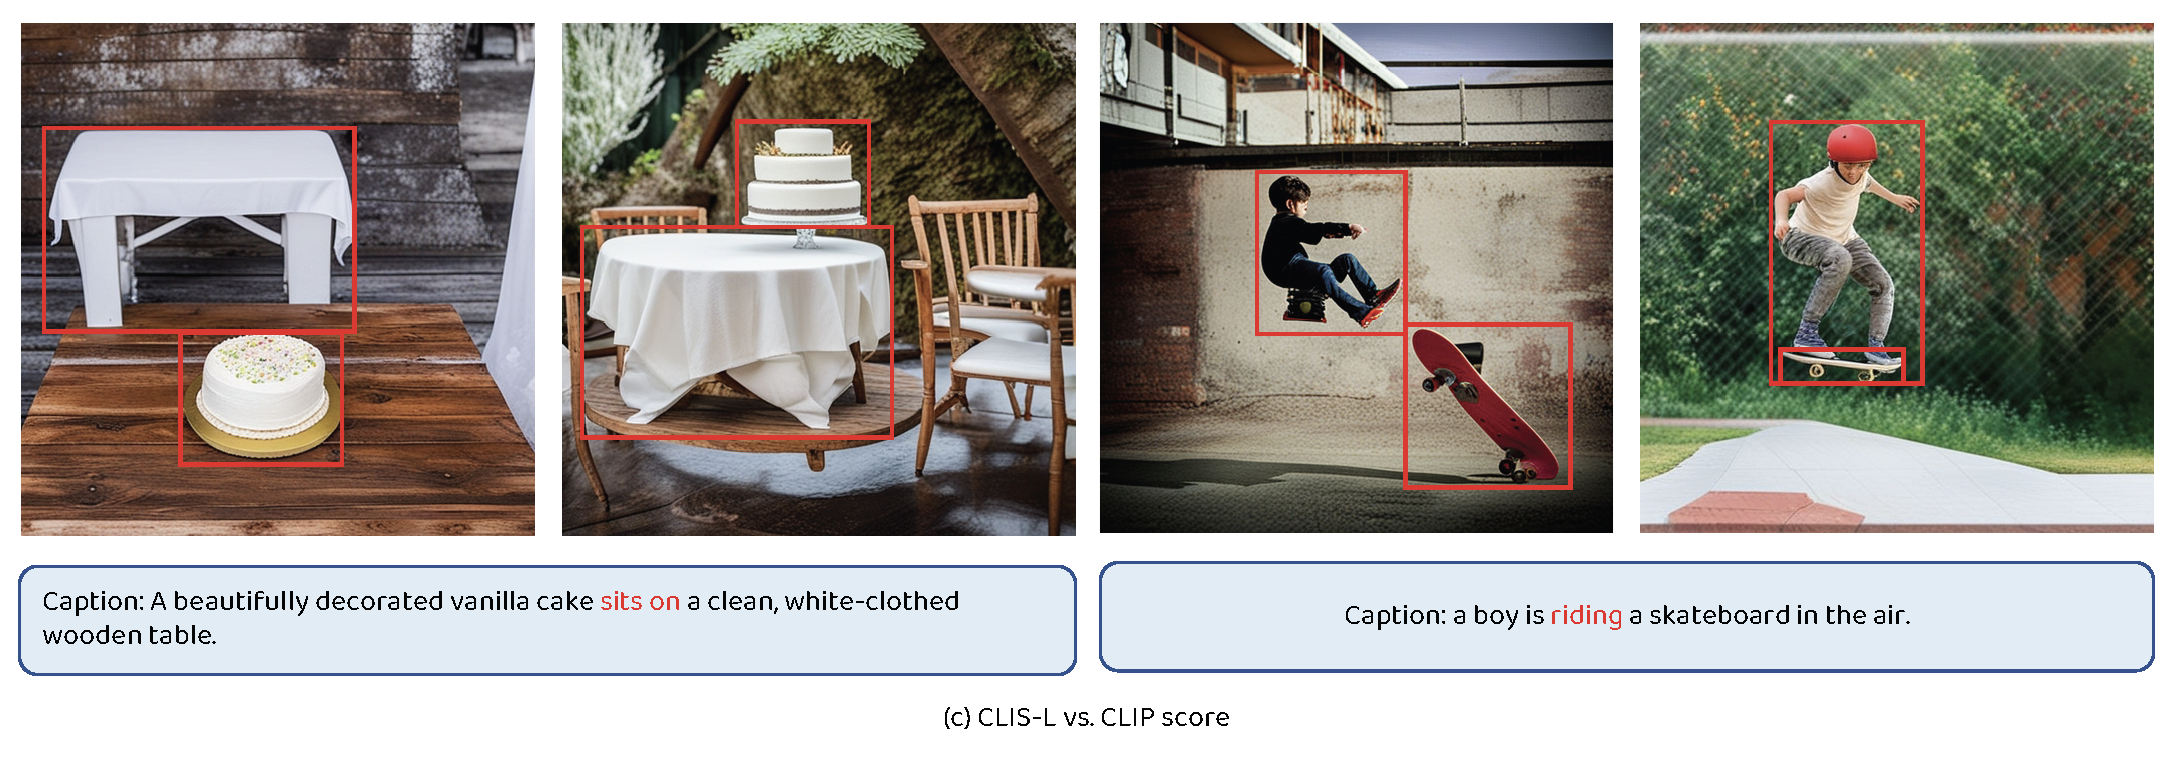 Caption: A beautifully decorated vanilla cake sits on a clean, white-clothed
wooden table.
Caption: a boy is riding a skateboard in the air.
(c) CLIS-L vs. CLIP score